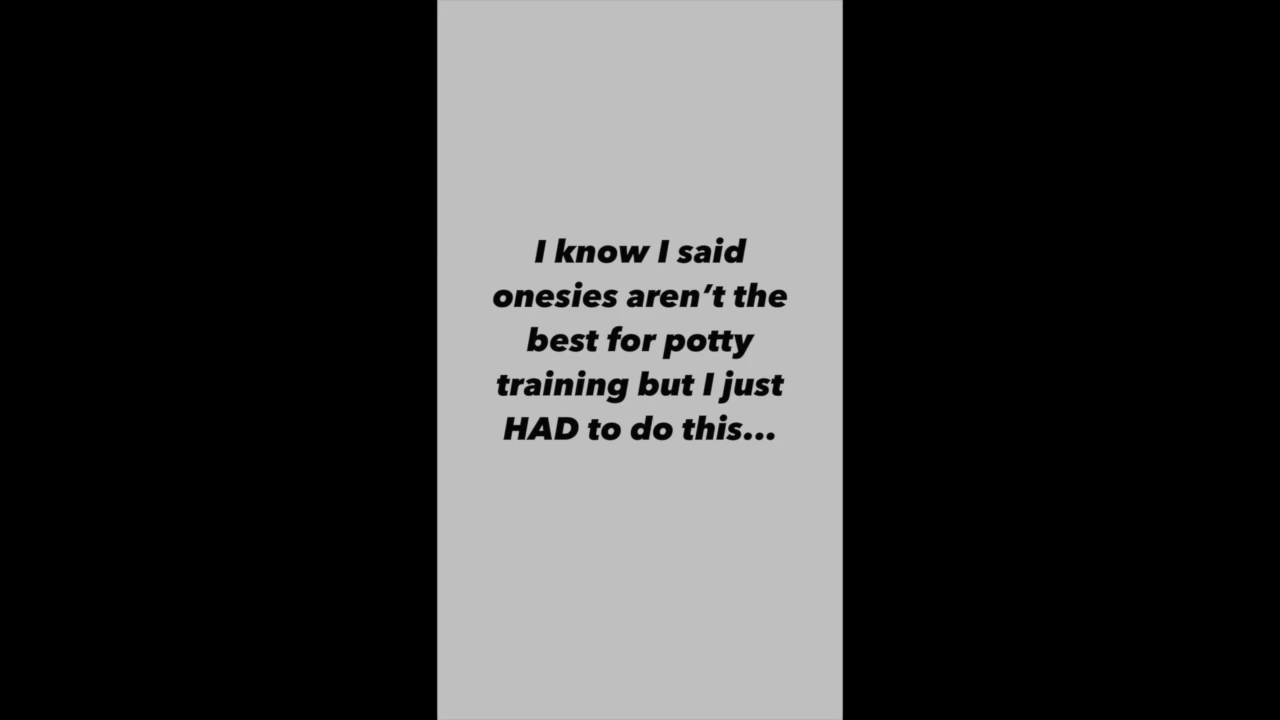 I know I said
onesies aren’t the
best for potty
training but I just
HAD to do this...